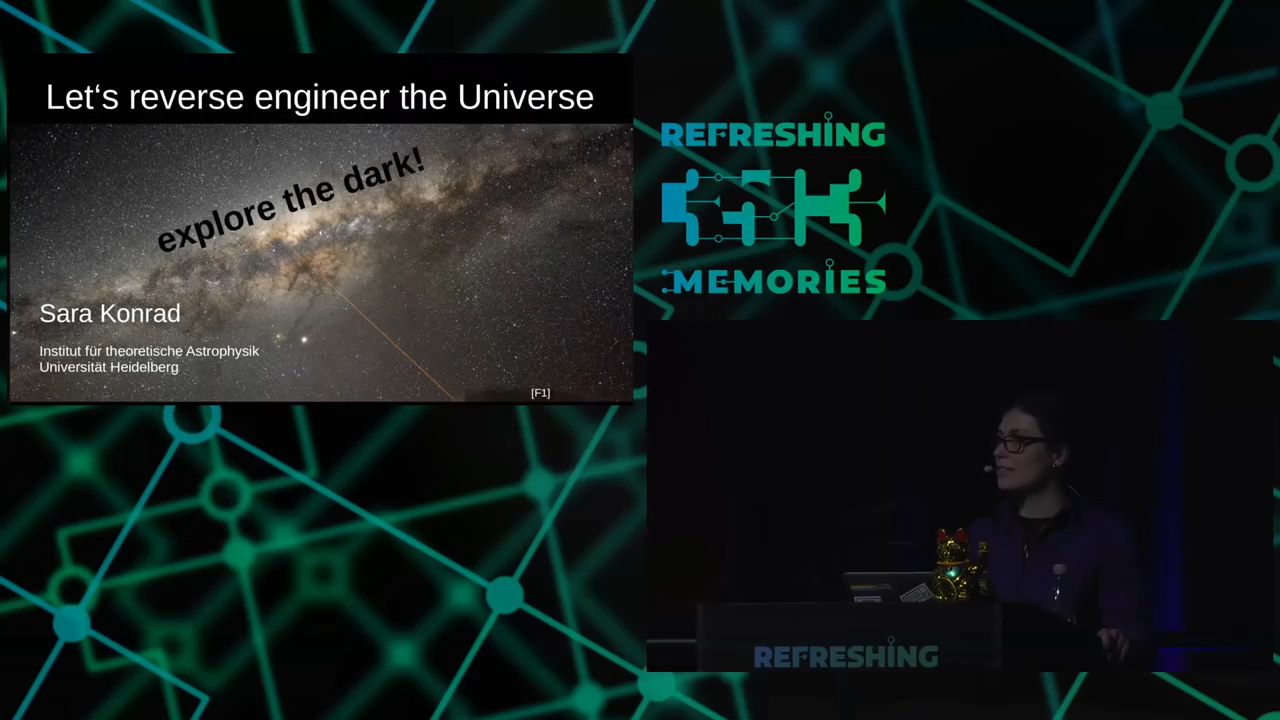 Let‘s reverse engineer the Universe
explore the dark!
Sara Konrad
Institut für theoretische Astrophysik
Universität Heidelberg
[F1]
REFRESHING
MEMORIES
REFRESHING